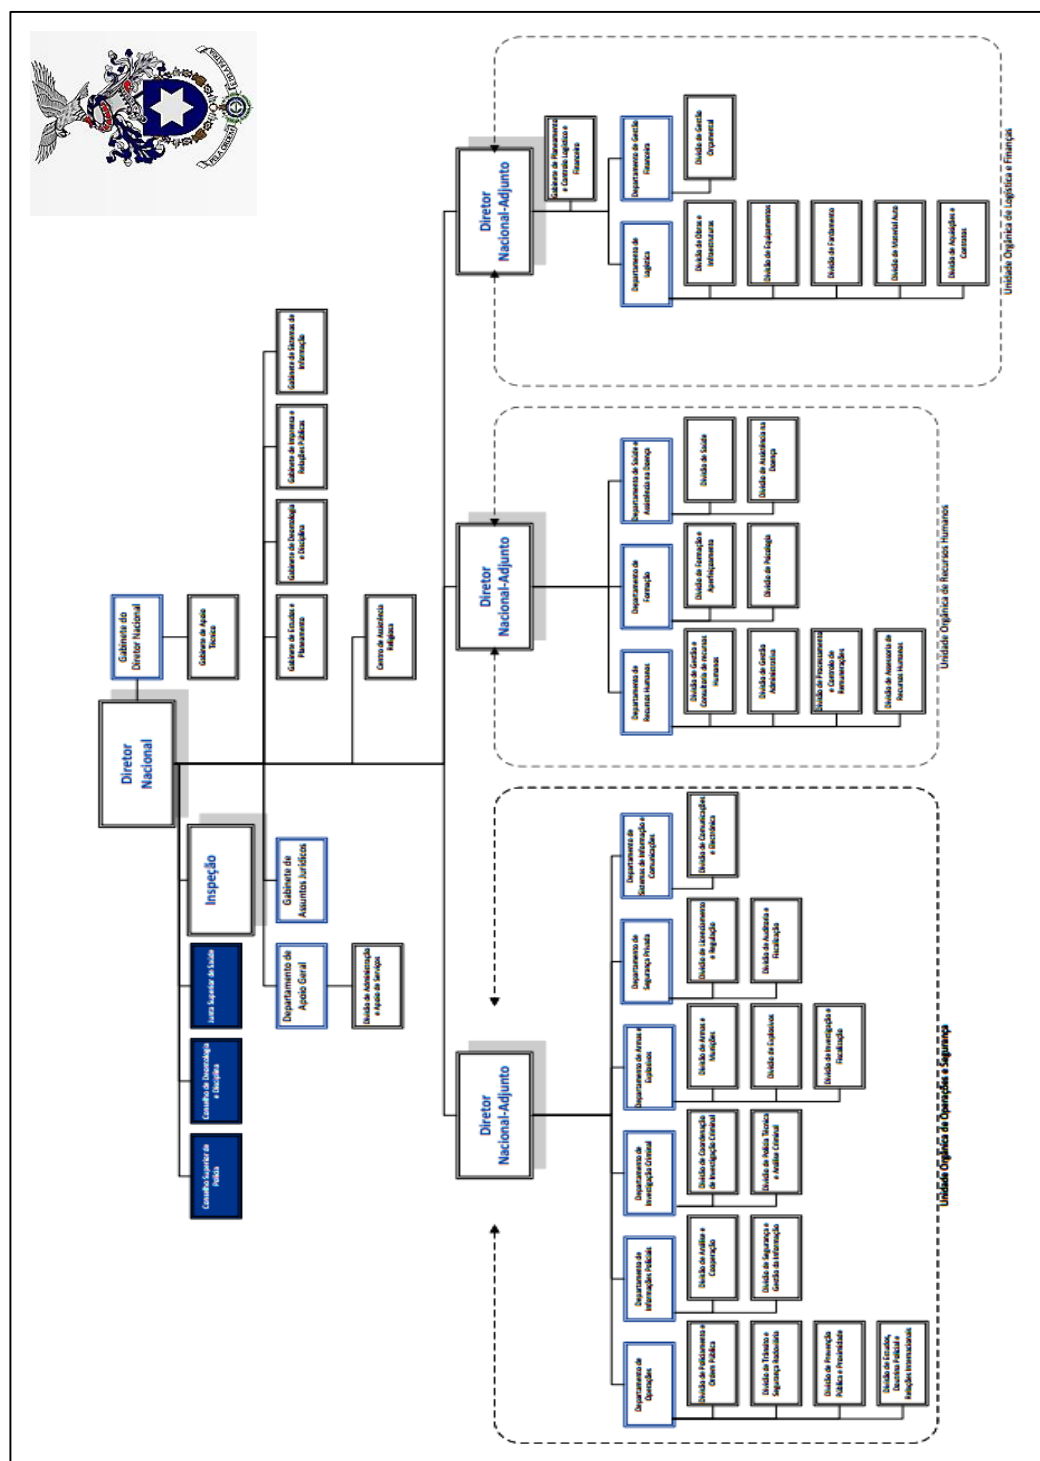 PELA ORDEM
E PELA PATRIA
Diretor
Nacional
Gabinete do
Diretor Nacional
Gabinete de Apoio
Técnico
Conselho Superior de
Polícia
Conselho de Deontologia
e Disciplina
Junta Superior de Saúde
Inspeção
Departamento de
Apoio Geral
Gabinete de
Assuntos Jurídicos
Gabinete de Estudos e
Planeamento
Gabinete de Deontologia
e Disciplina
Gabinete de Imprensa e
Relações Públicas
Gabinete de Sistemas de
Informação
Divisão de Administração
e Apoio de Serviços
Centro de Assistência
Religiosa
Diretor
Nacional-Adjunto
Departamento de
Operações
Divisão de Policiamento e
Ordem Pública
Divisão de Trânsito e
Segurança Rodoviária
Divisão de Prevenção
Pública e Proximidade
Divisão de Estudos,
Doutrina Policial e
Relações Internacionais
Departamento de
Informações Policiais
Divisão de Análise e
Cooperação
Divisão de Segurança e
Gestão da Informação
Departamento de
Investigação Criminal
Divisão de Coordenação
de Investigação Criminal
Divisão de Polícia Técnica
e Análise Criminal
Departamento de Armas e
Explosivos
Divisão de Armas e
Munições
Divisão de Explosivos
Divisão de Investigação e
Fiscalização
Departamento de
Segurança Privada
Divisão de Licenciamento
e Regulação
Divisão de Auditoria e
Fiscalização
Departamento de
Sistemas de Informação e
Comunicações
Divisão de Comunicações
e Electrónica
Unidade Orgânica de Operações e Segurança
Diretor
Nacional-Adjunto
Departamento de
Recursos Humanos
Divisão de Gestão e
Consultoria de recursos
Humanos
Divisão de Gestão
Administrativa
Divisão de Processamento
e Controlo de
Remunerações
Divisão de Assessoria de
Recursos Humanos
Departamento de
Formação
Divisão de Formação e
Aperfeiçoamento
Divisão de Psicologia
Departamento de Saúde e
Assistência na Doença
Divisão de Saúde
Divisão de Assistência na
Doença
Unidade Orgânica de Recursos Humanos
Diretor
Nacional-Adjunto
Gabinete de Planeamento
e Controlo Logístico e
Financeiro
Departamento de
Logística
Divisão de Obras e
Infraestruturas
Divisão de Equipamentos
Divisão de Fardamento
Divisão de Material Auto
Divisão de Aquisições e
Contratos
Departamento de Gestão
Financeira
Divisão de Gestão
Orçamental
Unidade Orgânica de Logística e Finanças